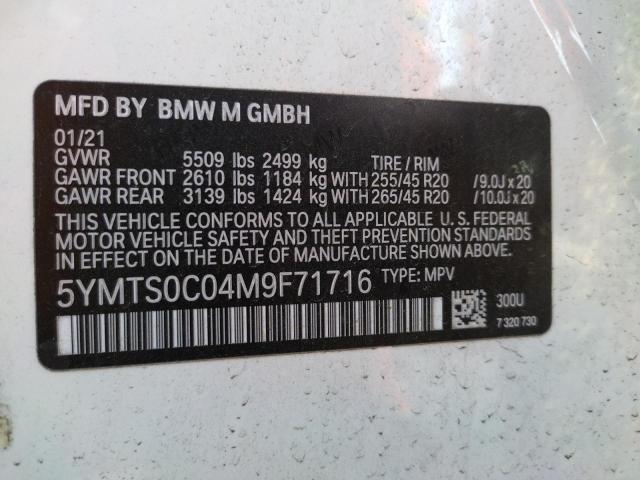 MFD BY BMW M GMBH
01/21
GVWR 5509 lbs 2499 kg TIRE / RIM
GAWR FRONT 2610 lbs 1184 kg WITH 255/45 R20 /9.0J x 20
GAWR REAR 3139 lbs 1424 kg WITH 265/45 R20 /10.0J x 20
THIS VEHICLE CONFORMS TO ALL APPLICABLE U. S. FEDERAL
MOTOR VEHICLE SAFETY AND THEFT PREVENTION STANDARDS
IN EFFECT ON THE DATE OF MANUFACTURE SHOWN ABOVE.
5YMTS0C04M9F71716 TYPE: MPV
300U
7 320 730